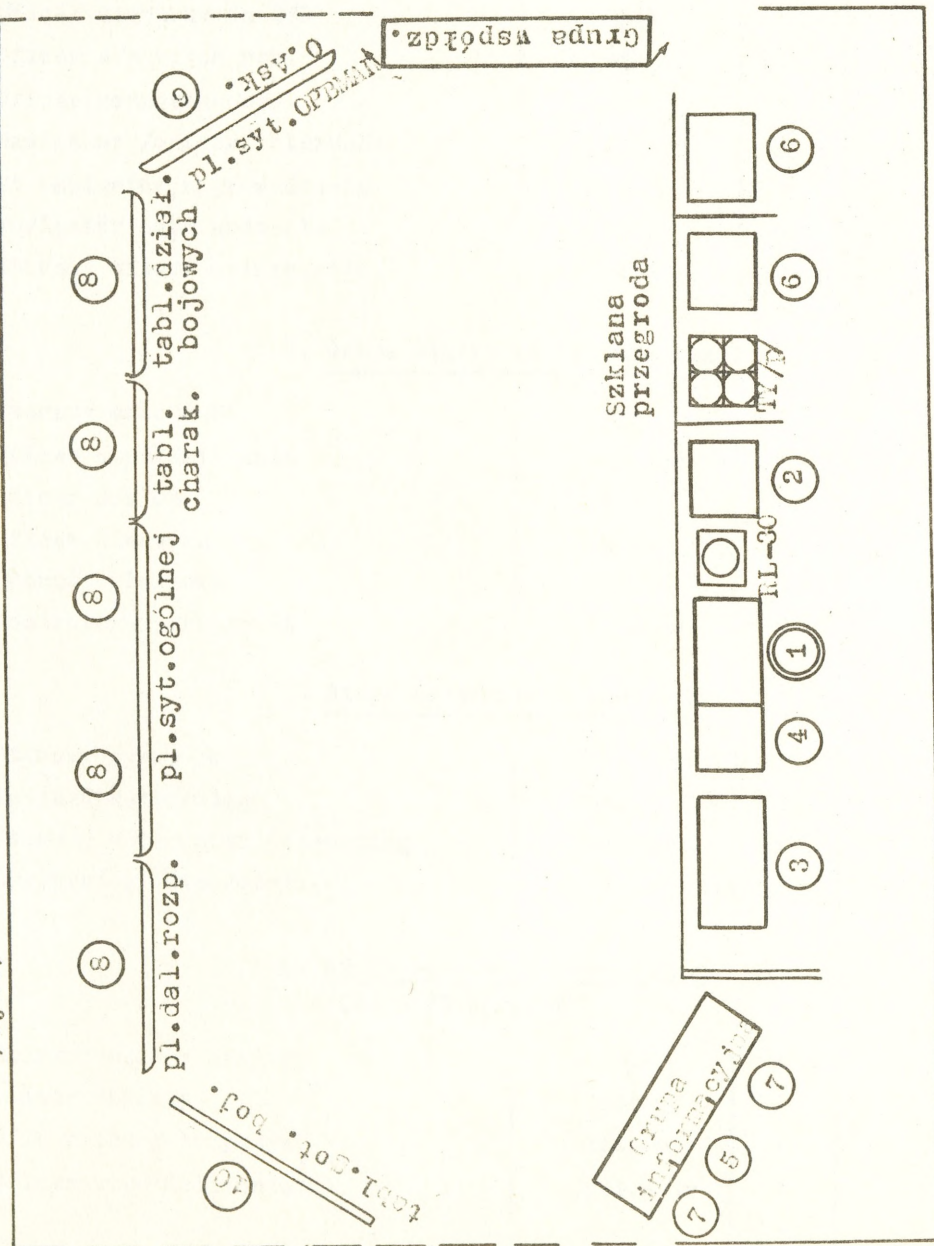 10
8
8
8
8
8
9
tabl.got. boj.
pl.dal.rozp.
pl.syt.ogólnej
tabl.
charak.
tabl.dział.
bojowych
O.Ask.
pl.syt.OPBMAR
Grupa współdz.
Szklana
przegroda
Grupa
informacyjna
RL-30
7
5
7
3
4
1
2
6
6